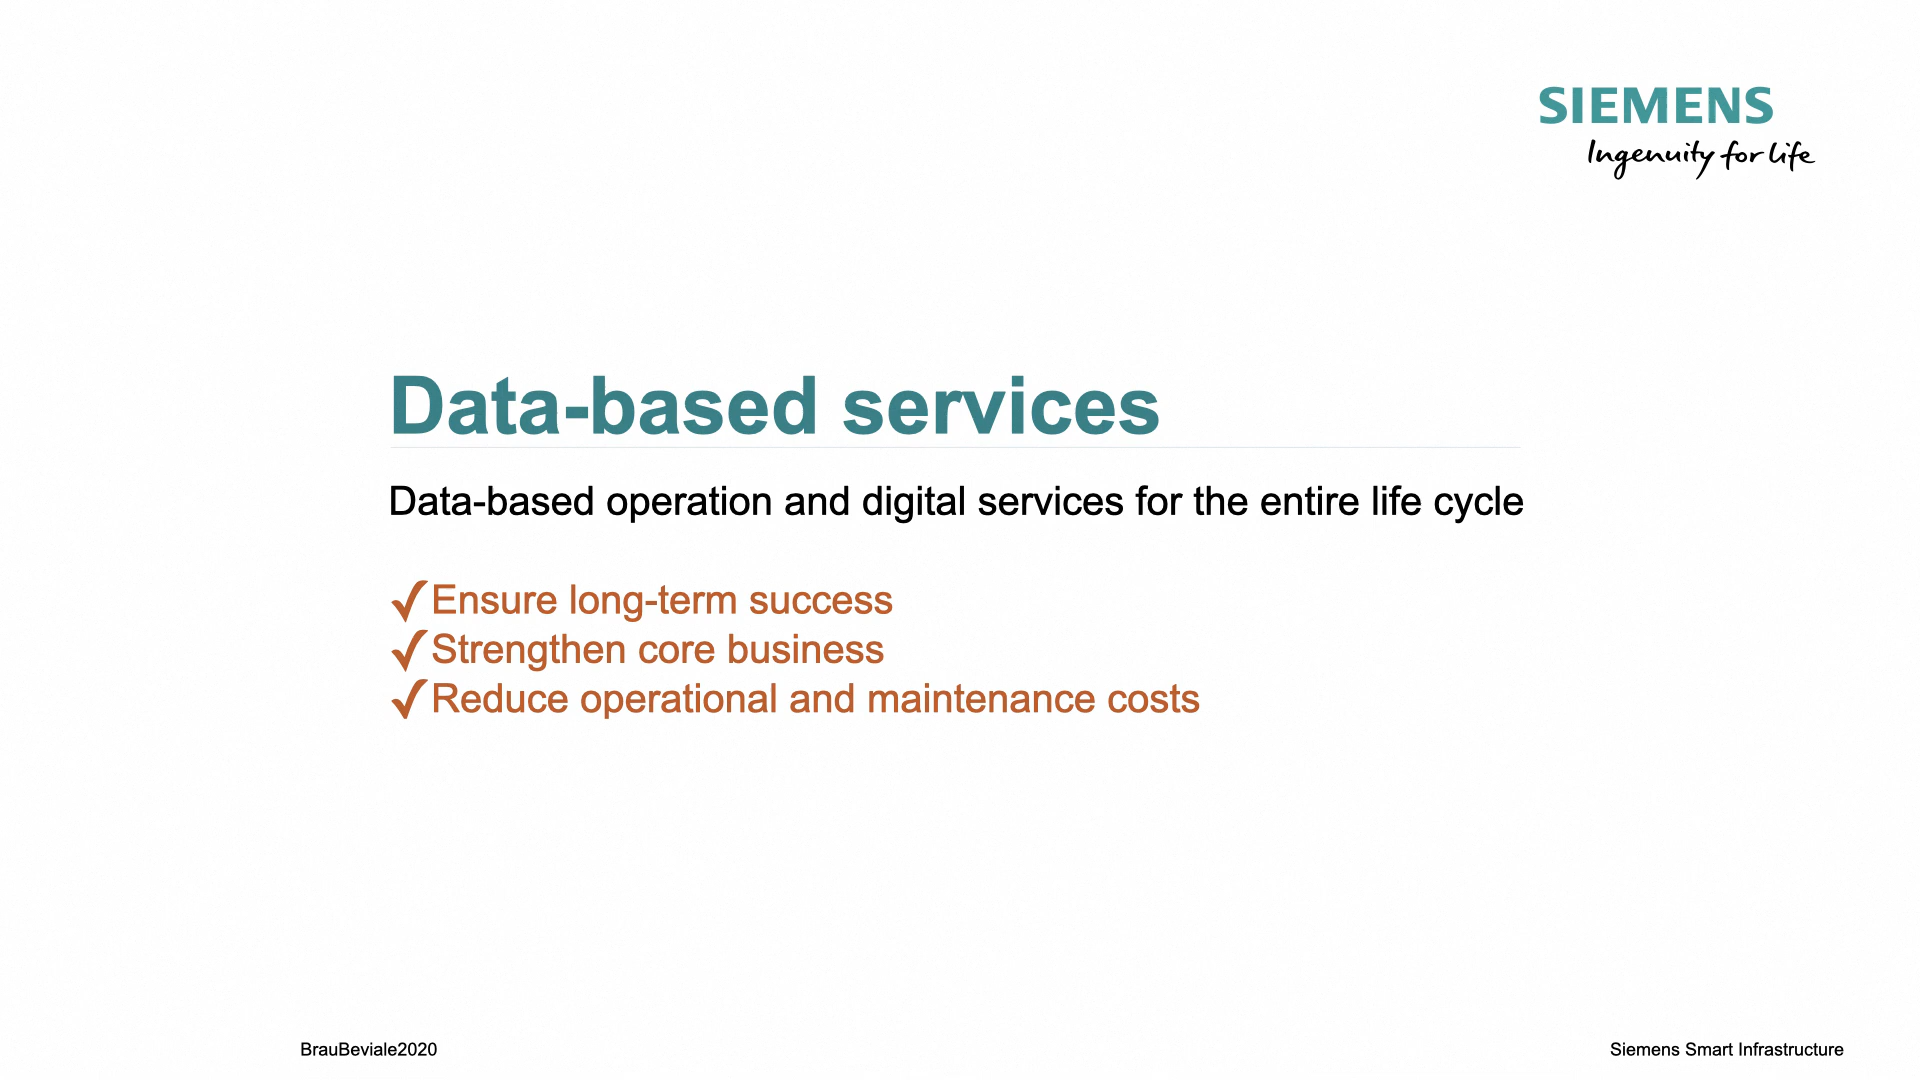 SIEMENS
Ingenuity for life
Data-based services
Data-based operation and digital services for the entire life cycle
✓Ensure long-term success
✓Strengthen core business
✓Reduce operational and maintenance costs
BrauBeviale2020
Siemens Smart Infrastructure